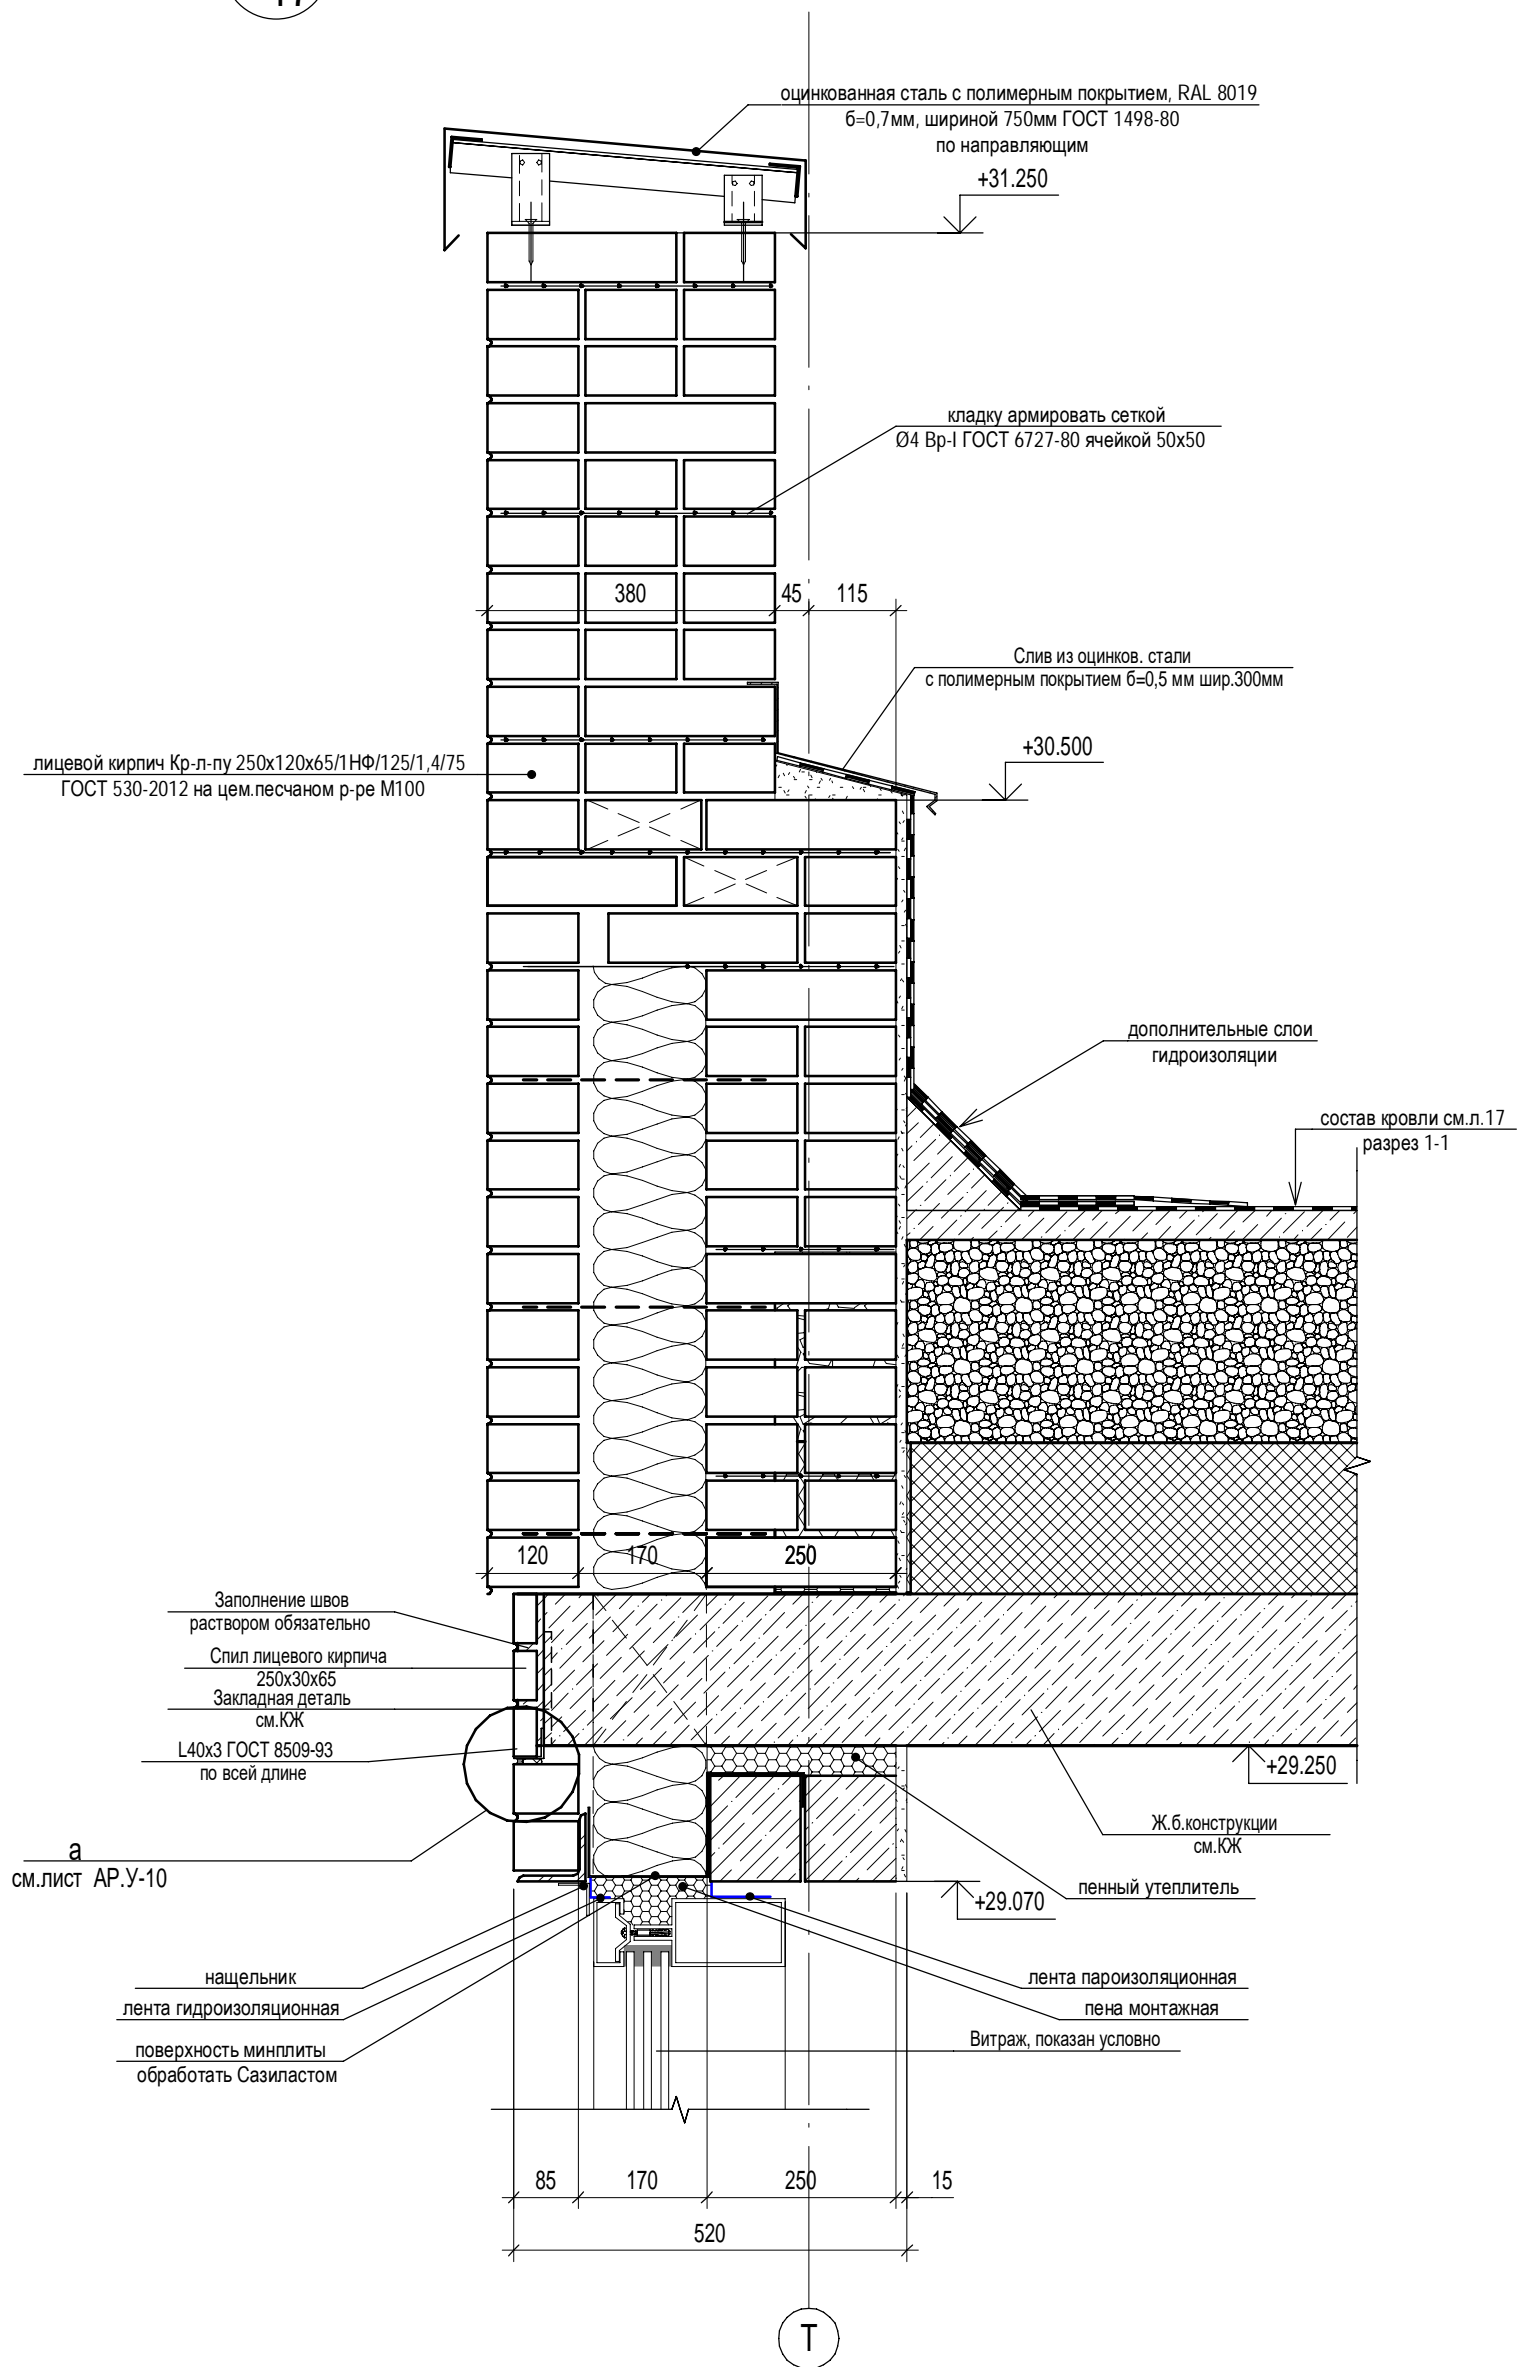 оцинкованная сталь с полимерным покрытием, RAL 8019
б=0,7мм, шириной 750мм ГОСТ 1498-80
по направляющим
+31.250
кладку армировать сеткой
Ø4 Вр-I ГОСТ 6727-80 ячейкой 50х50
380
45
115
Слив из оцинков. стали
с полимерным покрытием б=0,5 мм шир.300мм
+30.500
лицевой кирпич Кр-л-пу 250х120х65/1НФ/125/1,4/75
ГОСТ 530-2012 на цем.песчаном р-ре М100
дополнительные слои
гидроизоляции
состав кровли см.л.17
разрез 1-1
120
170
250
Заполнение швов
раствором обязательно
Спил лицевого кирпича
250х30х65
Закладная деталь
см.КЖ
L40х3 ГОСТ 8509-93
по всей длине
+29.250
Ж.б.конструкции
см.КЖ
а
см.лист АР.У-10
пенный утеплитель
+29.070
нащельник
лента гидроизоляционная
поверхность минплиты
обработать Сазиластом
лента пароизоляционная
пена монтажная
Витраж, показан условно
85
170
250
15
520
Т